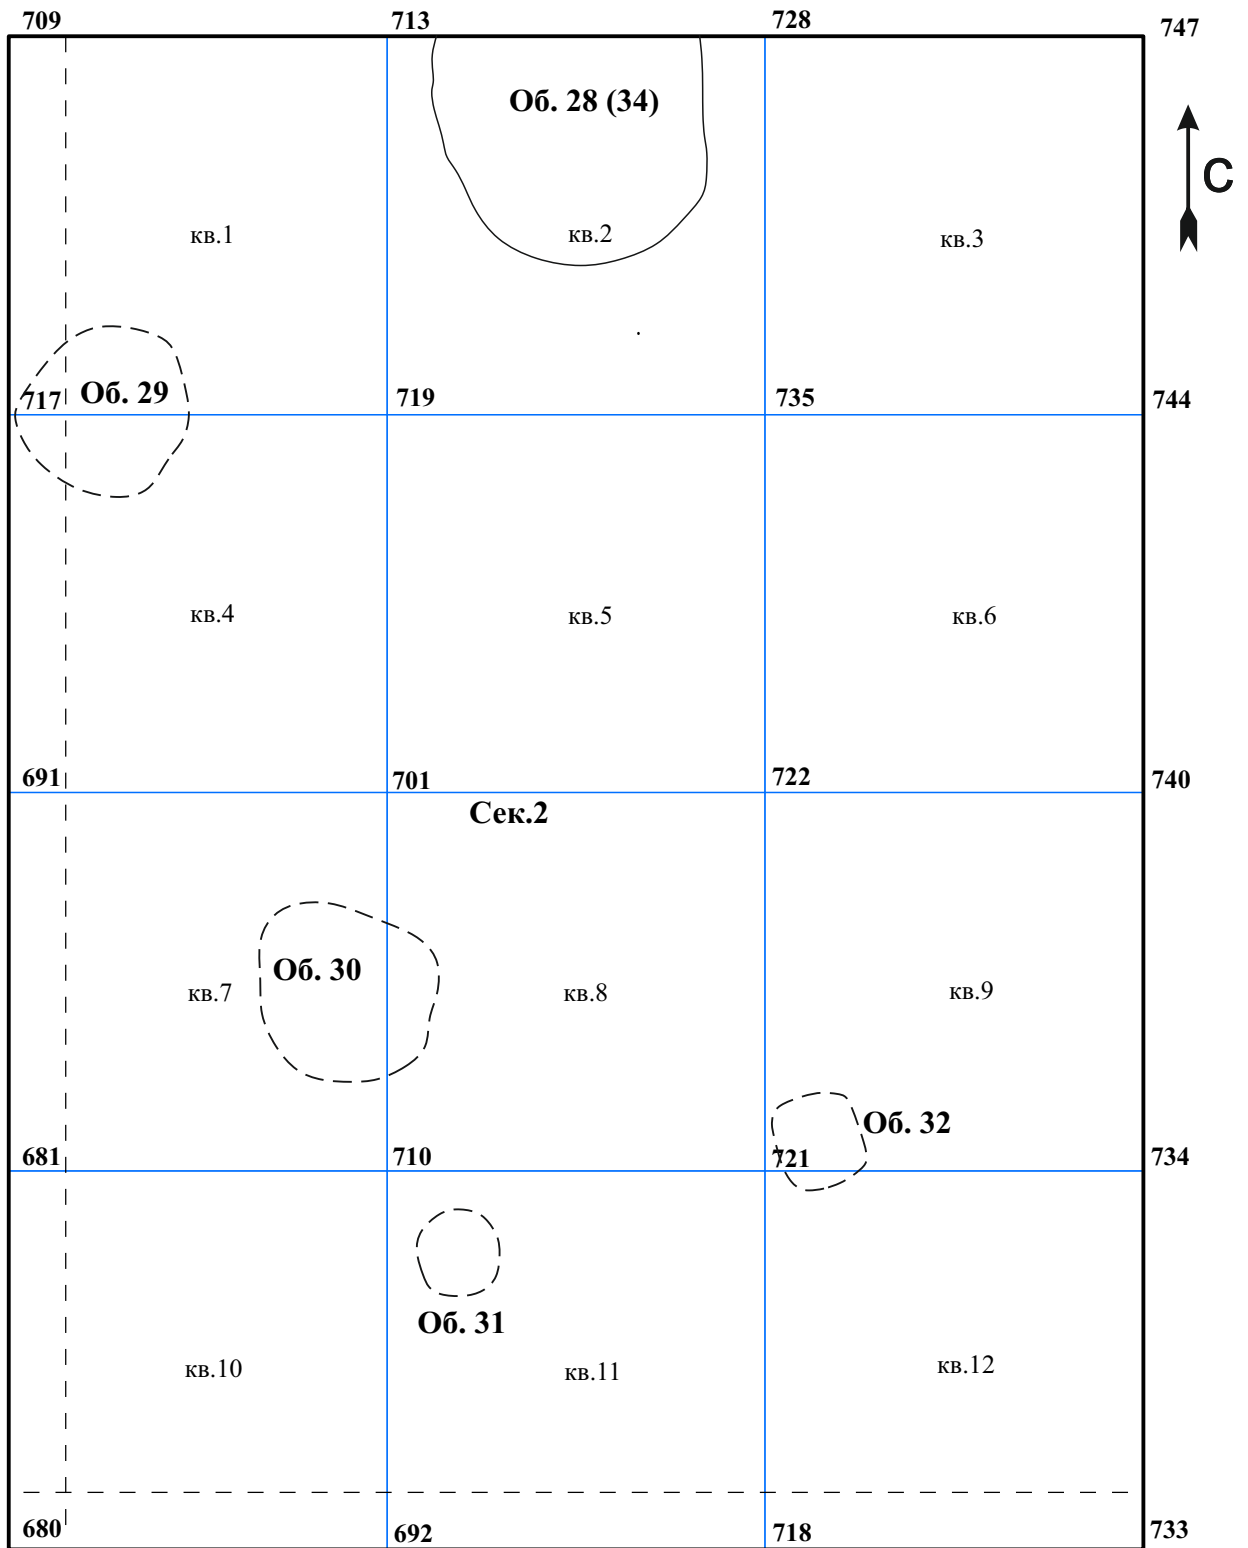 709 713 728 747
Об. 28 (34)
С
кв.1 кв.2 кв.3
Об. 29
717 719 735 744
кв.4 кв.5 кв.6
691 701 722 740
Сек.2
Об. 30
кв.7 кв.8 кв.9
Об. 32
681 710 721 734
Об. 31
кв.10 кв.11 кв.12
680 692 718 733